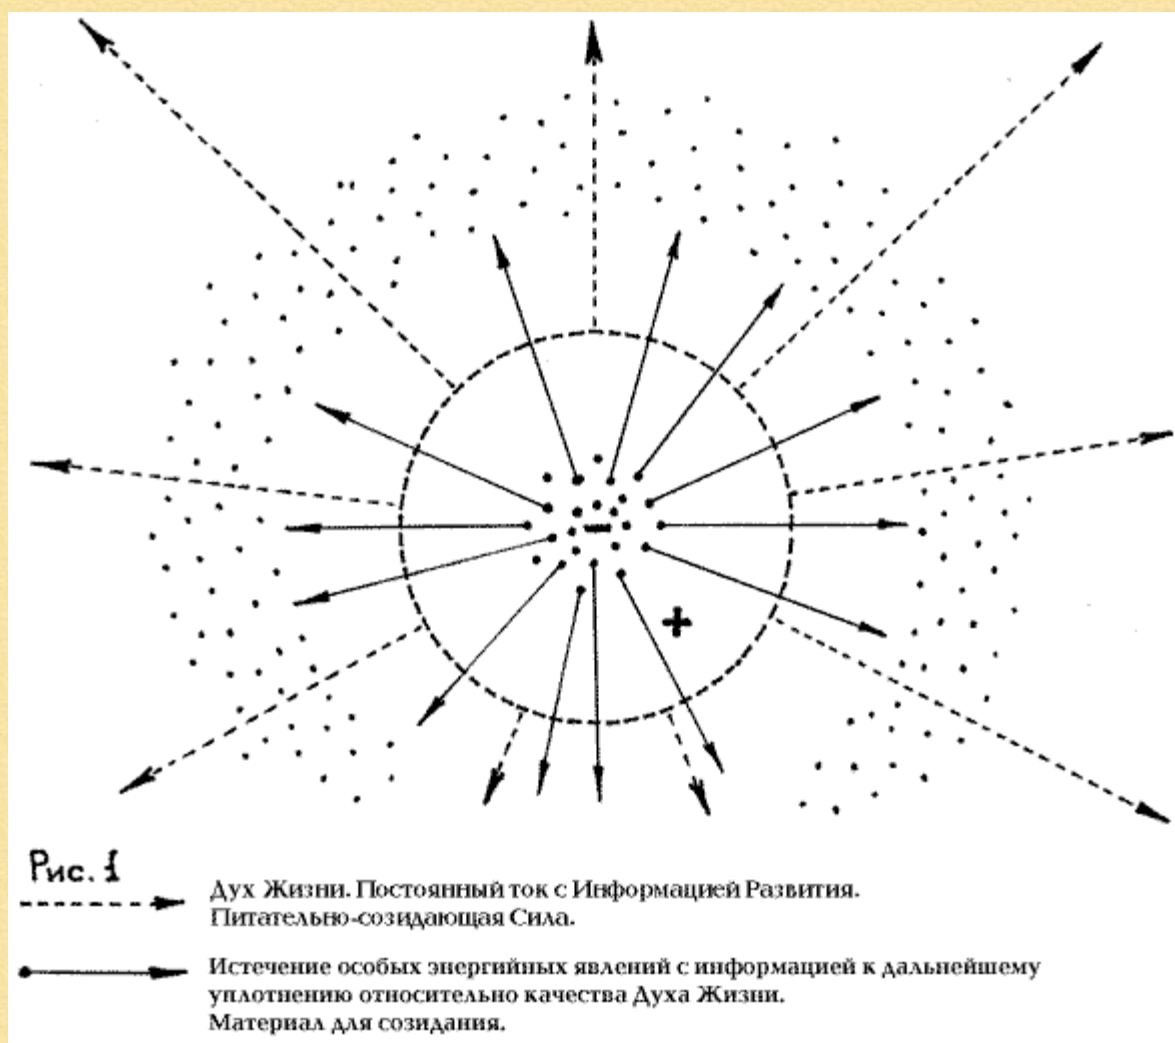 Рис. 1
Дух Жизни. Постоянный ток с Информацией Развития.
Питательно-созидающая Сила.
Истечение особых энергийных явлений с информацией к дальнейшему
уплотнению относительно качества Духа Жизни.
Материал для созидания.